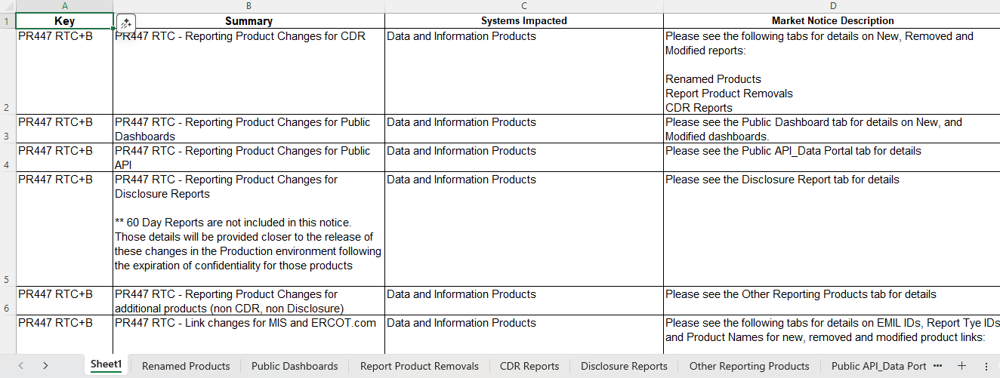 A B C D
1 Key Summary Systems Impacted Market Notice Description
PR447 RTC+B PR447 RTC - Reporting Product Changes for CDR Data and Information Products Please see the following tabs for details on New, Removed and
Modified reports:
Renamed Products
Report Product Removals
2 CDR Reports
PR447 RTC+B PR447 RTC - Reporting Product Changes for Public Data and Information Products Please see the Public Dashboard tab for details on New, and
3 Dashboards Modified dashboards.
PR447 RTC+B PR447 RTC - Reporting Product Changes for Public Data and Information Products Please see the Public API_Data Portal tab for details
4 API
PR447 RTC+B PR447 RTC - Reporting Product Changes for Data and Information Products Please see the Disclosure Report tab for details
Disclosure Reports
** 60 Day Reports are not included in this notice.
Those details will be provided closer to the release of
these changes in the Production environment following
the expiration of confidentiality for those products
5
PR447 RTC+B PR447 RTC - Reporting Product Changes for Data and Information Products Please see the Other Reporting Products tab for details
6 additional products (non CDR, non Disclosure)
PR447 RTC+B PR447 RTC - Link changes for MIS and ERCOT.com Data and Information Products Please see the following tabs for details on EMIL IDs, Report Tye IDs
and Product Names for new, removed and modified product links:
Sheet1 Renamed Products Public Dashboards Report Product Removals CDR Reports Disclosure Reports Other Reporting Products Public API_Data Port